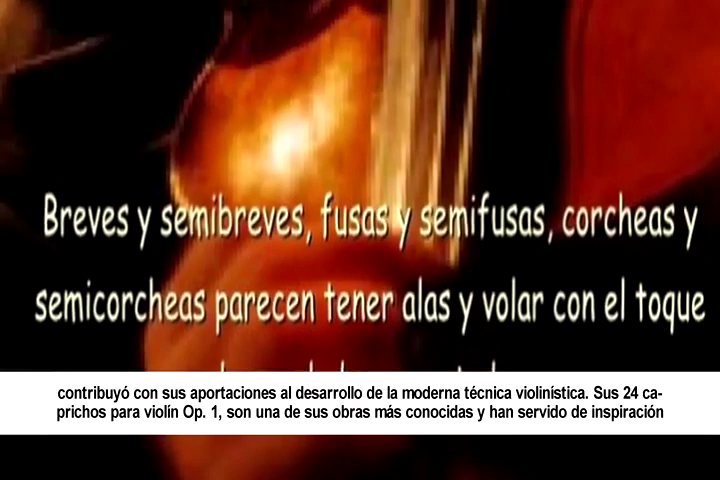 Breves y semibreves, fusas y semifusas, corcheas y
semicorcheas parecen tener alas y volar con el toque
contribuyó con sus aportaciones al desarrollo de la moderna técnica violinística. Sus 24 ca-
prichos para violín Op. 1, son una de sus obras más conocidas y han servido de inspiración